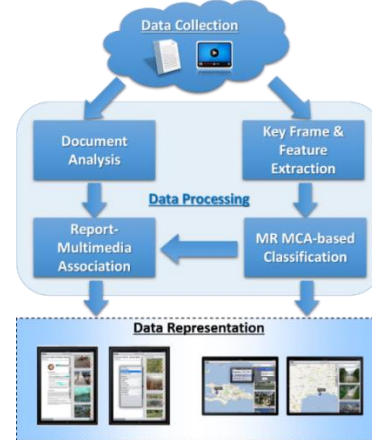 Data Collection
Document
Analysis
Key Frame &
Feature
Extraction
Data Processing
Report-
Multimedia
Association
MR MCA-based
Classification
Data Representation